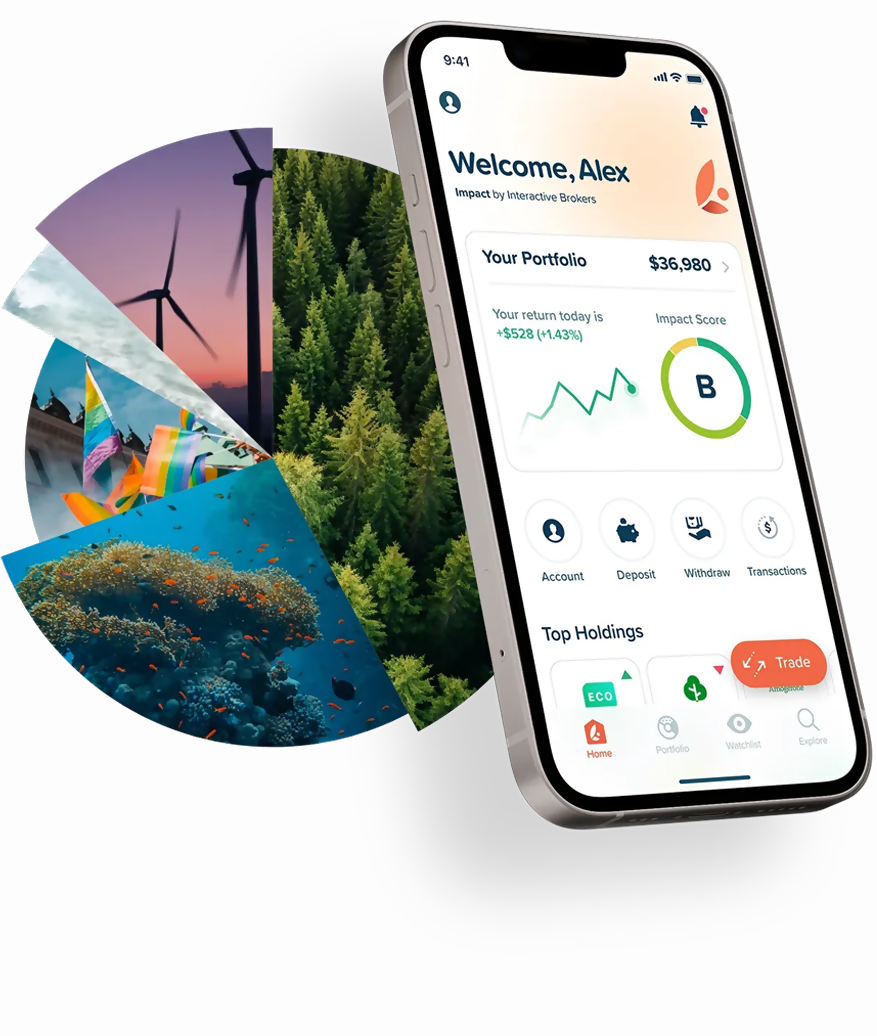 9:41
Welcome, Alex
Impact by Interactive Brokers
Your Portfolio $36,980
Your return today is
+$528 (+1.43%)
Impact Score
B
Account Deposit Withdraw Transactions
Top Holdings
ECO
Trade
Home Portfolio Watchlist Explore